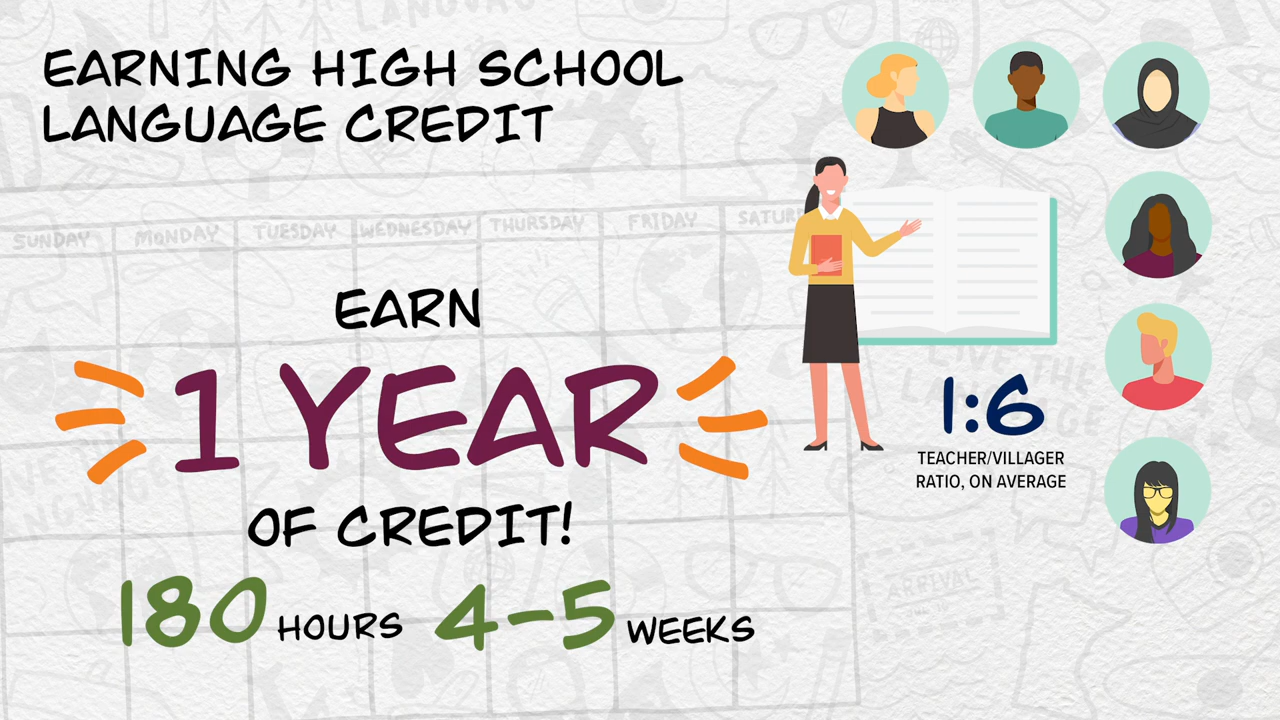 EARNING HIGH SCHOOL
LANGUAGE CREDIT
SUNDAY MONDAY TUESDAY WEDNESDAY THURSDAY FRIDAY
EARN
1 YEAR
OF CREDIT!
180 HOURS 4-5 WEEKS
1:6
TEACHER/VILLAGER
RATIO, ON AVERAGE